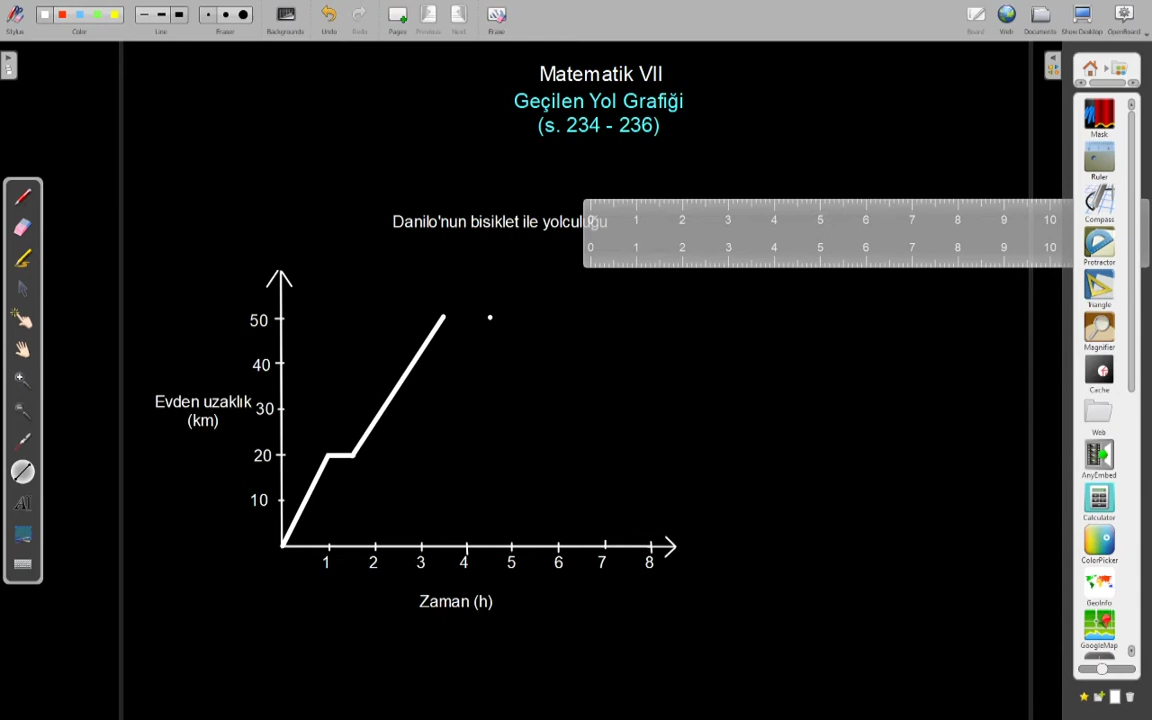 Stylus
Color
Line
Eraser
Backgrounds
Undo
Redo
Pages
Previous
Next
Erase
Board
Web
Documents
Show Desktop
OpenBoard
Matematik VII
Geçilen Yol Grafiği
(s. 234 - 236)
Danilo'nun bisiklet ile yolculuğu
0 1 2 3 4 5 6 7 8 9 10
0 1 2 3 4 5 6 7 8 9 10
50
40
Evden uzaklık
(km)
30
20
10
1 2 3 4 5 6 7 8
Zaman (h)
AI
Mask
Ruler
Compass
Protractor
Triangle
Magnifier
Cache
Web
AnyEmbed
Calculator
ColorPicker
GeoInfo
GoogleMap